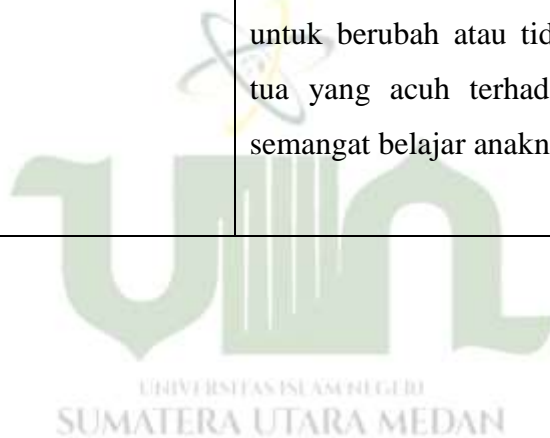 untuk berubah atau tid
tua yang acuh terhad
semangat belajar anakn
UNIVERSITAS ISLAM NEGERI
SUMATERA UTARA MEDAN